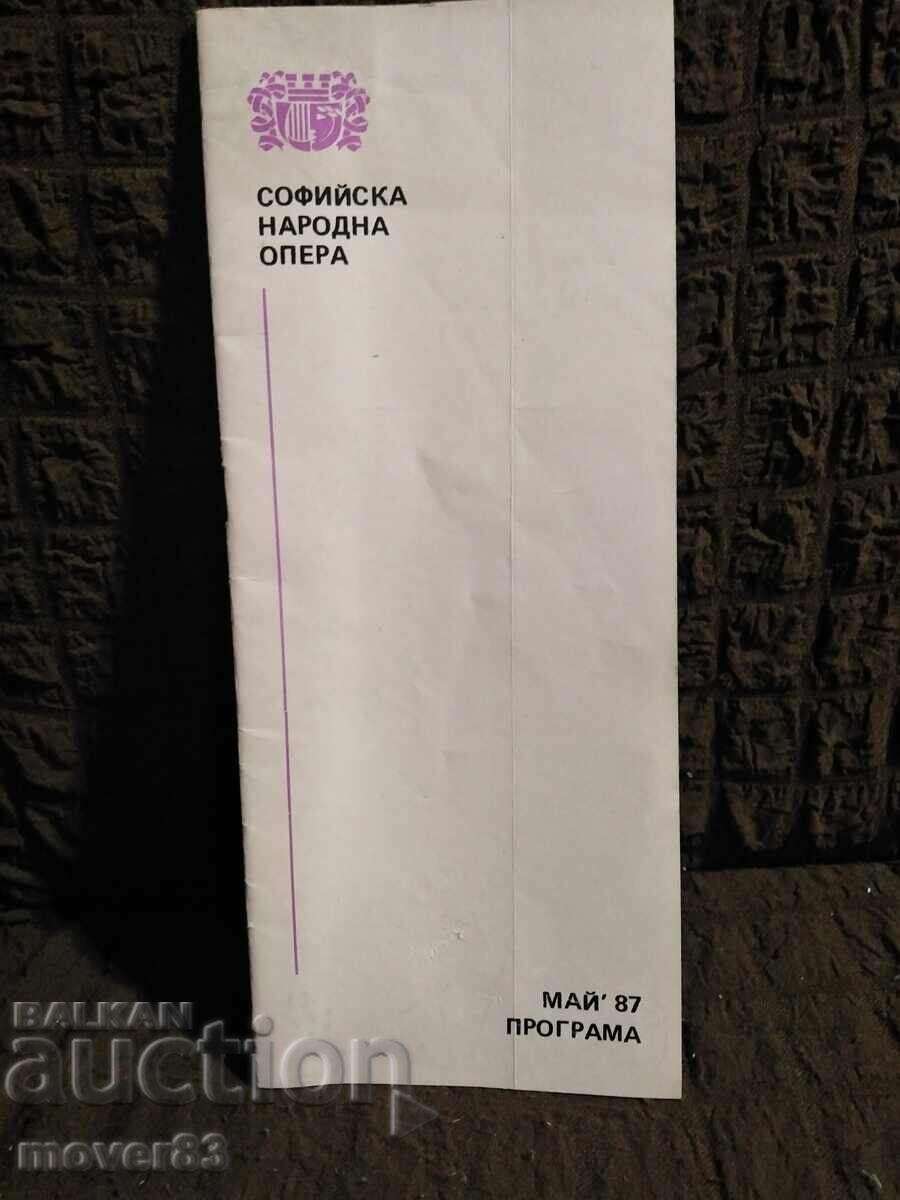 СОФИЙСКА
НАРОДНА
ОПЕРА
МАЙ' 87
ПРОГРАМА
BALKAN
auction
mover83